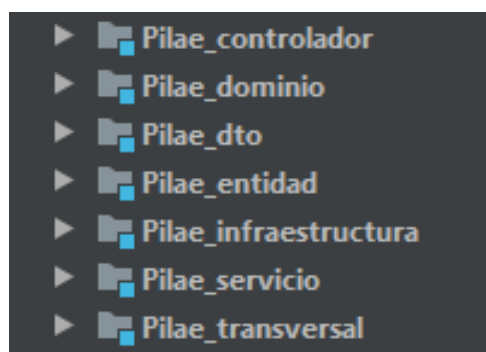 Pilae_controlador
Pilae_dominio
Pilae_dto
Pilae_entidad
Pilae_infraestructura
Pilae_servicio
Pilae_transversal